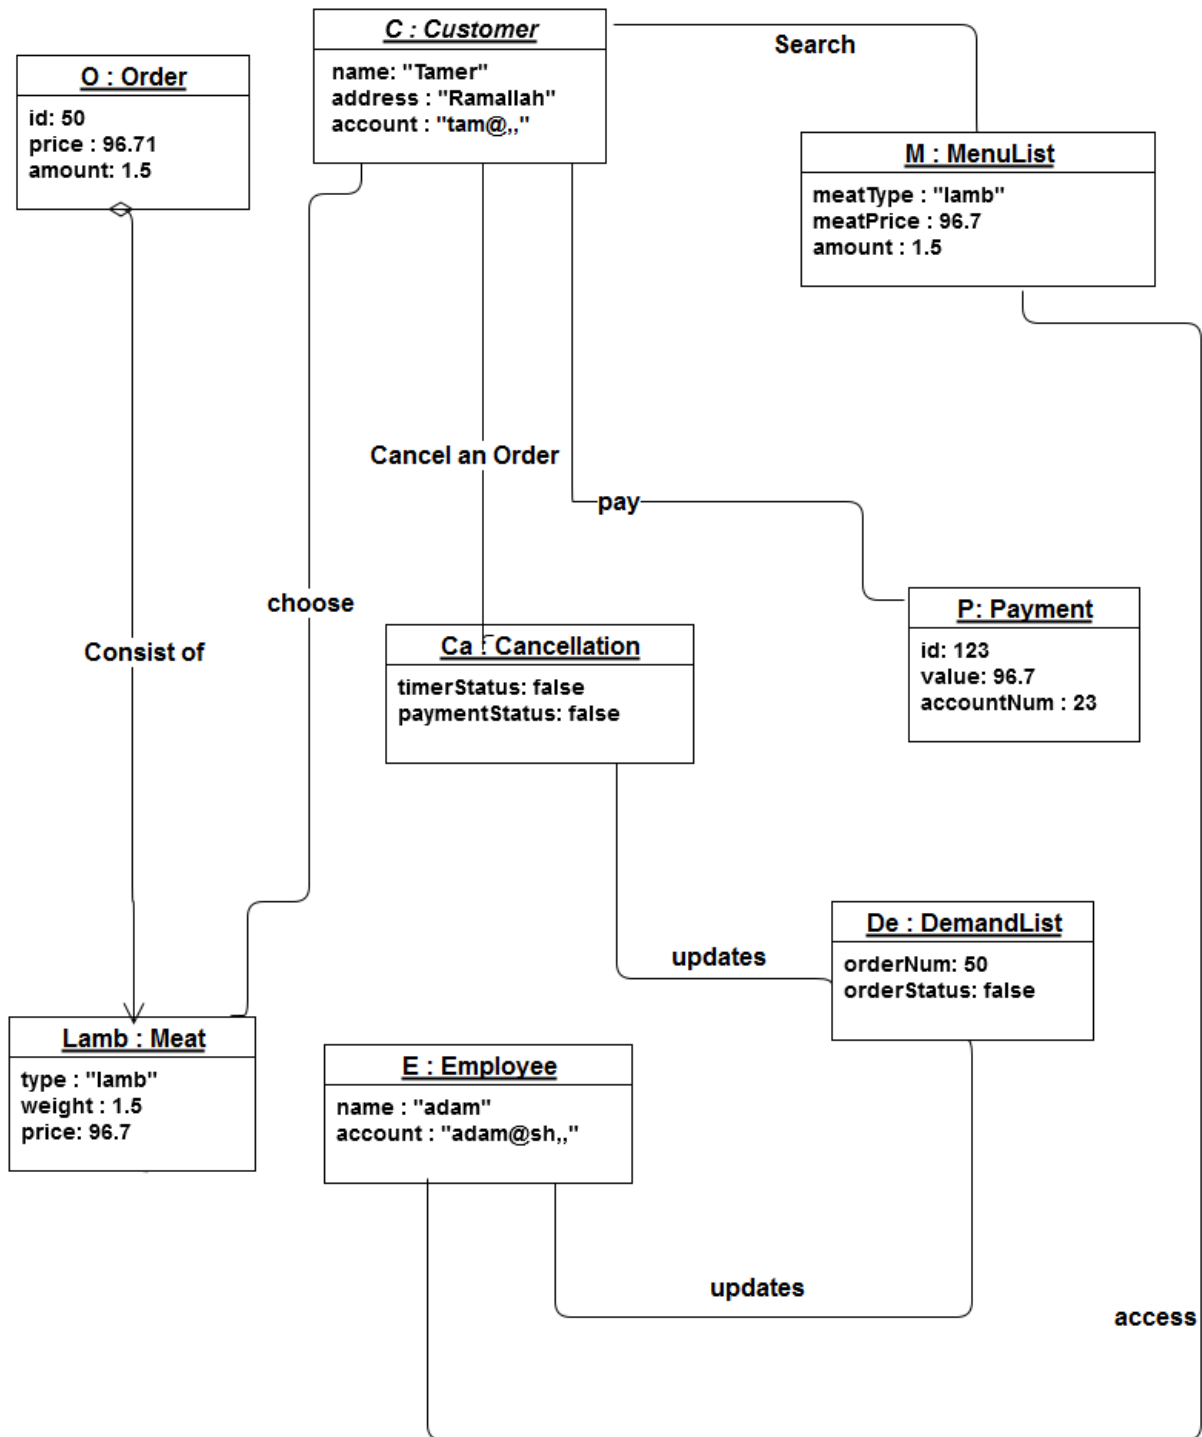 C : Customer
name: "Tamer"
address : "Ramallah"
account : "tam@,,"
Search
O : Order
id: 50
price : 96.71
amount: 1.5
M : MenuList
meatType : "lamb"
meatPrice : 96.7
amount : 1.5
Cancel an Order
pay
choose
Consist of
P: Payment
id: 123
value: 96.7
accountNum : 23
Ca : Cancellation
timerStatus: false
paymentStatus: false
De : DemandList
orderNum: 50
orderStatus: false
updates
Lamb : Meat
type : "lamb"
weight : 1.5
price: 96.7
E : Employee
name : "adam"
account : "adam@sh,,"
updates
access